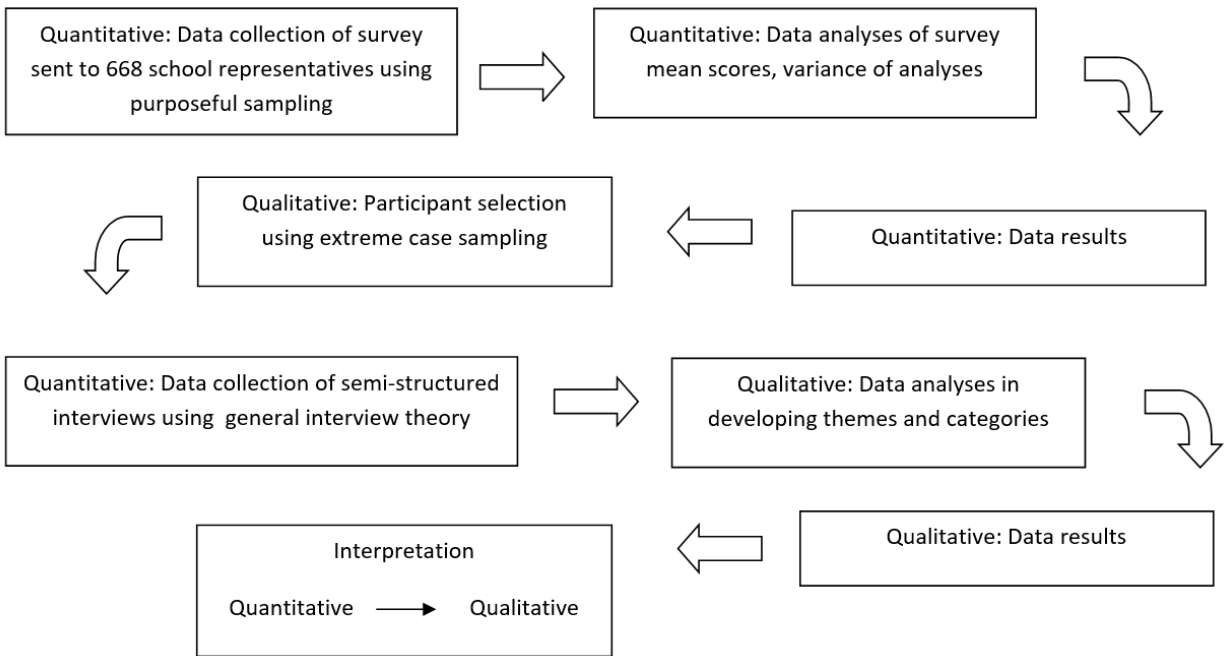 Quantitative: Data collection of survey
sent to 668 school representatives using
purposeful sampling
Quantitative: Data analyses of survey
mean scores, variance of analyses
Quantitative: Data results
Qualitative: Participant selection
using extreme case sampling
Quantitative: Data collection of semi-structured
interviews using  general interview theory
Qualitative: Data analyses in
developing themes and categories
Qualitative: Data results
Interpretation
Quantitative Qualitative